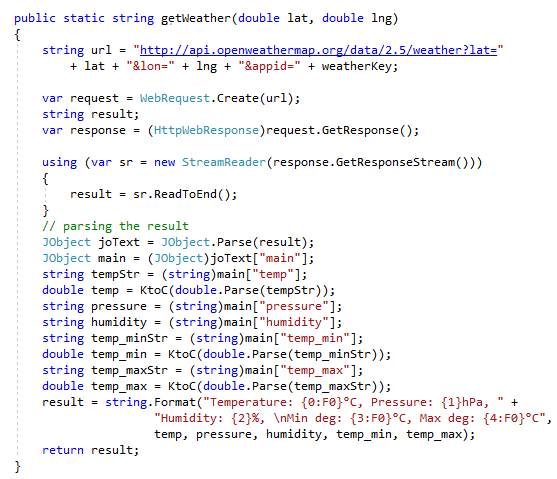 public static string getWeather(double lat, double lng)
{
    string url = "http://api.openweathermap.org/data/2.5/weather?lat="
        + lat + "&lon=" + lng + "&appid=" + weatherKey;

    var request = WebRequest.Create(url);
    string result;
    var response = (HttpWebResponse)request.GetResponse();

    using (var sr = new StreamReader(response.GetResponseStream()))
    {
        result = sr.ReadToEnd();
    }
    // parsing the result
    JObject joText = JObject.Parse(result);
    JObject main = (JObject)joText["main"];
    string tempStr = (string)main["temp"];
    double temp = KtoC(double.Parse(tempStr));
    string pressure = (string)main["pressure"];
    string humidity = (string)main["humidity"];
    string temp_minStr = (string)main["temp_min"];
    double temp_min = KtoC(double.Parse(temp_minStr));
    string temp_maxStr = (string)main["temp_max"];
    double temp_max = KtoC(double.Parse(temp_maxStr));
    result = string.Format("Temperature: {0:F0}°C, Pressure: {1}hPa, " +
                    "Humidity: {2}%, \nMin deg: {3:F0}°C, Max deg: {4:F0}°C",
                    temp, pressure, humidity, temp_min, temp_max);
    return result;
}